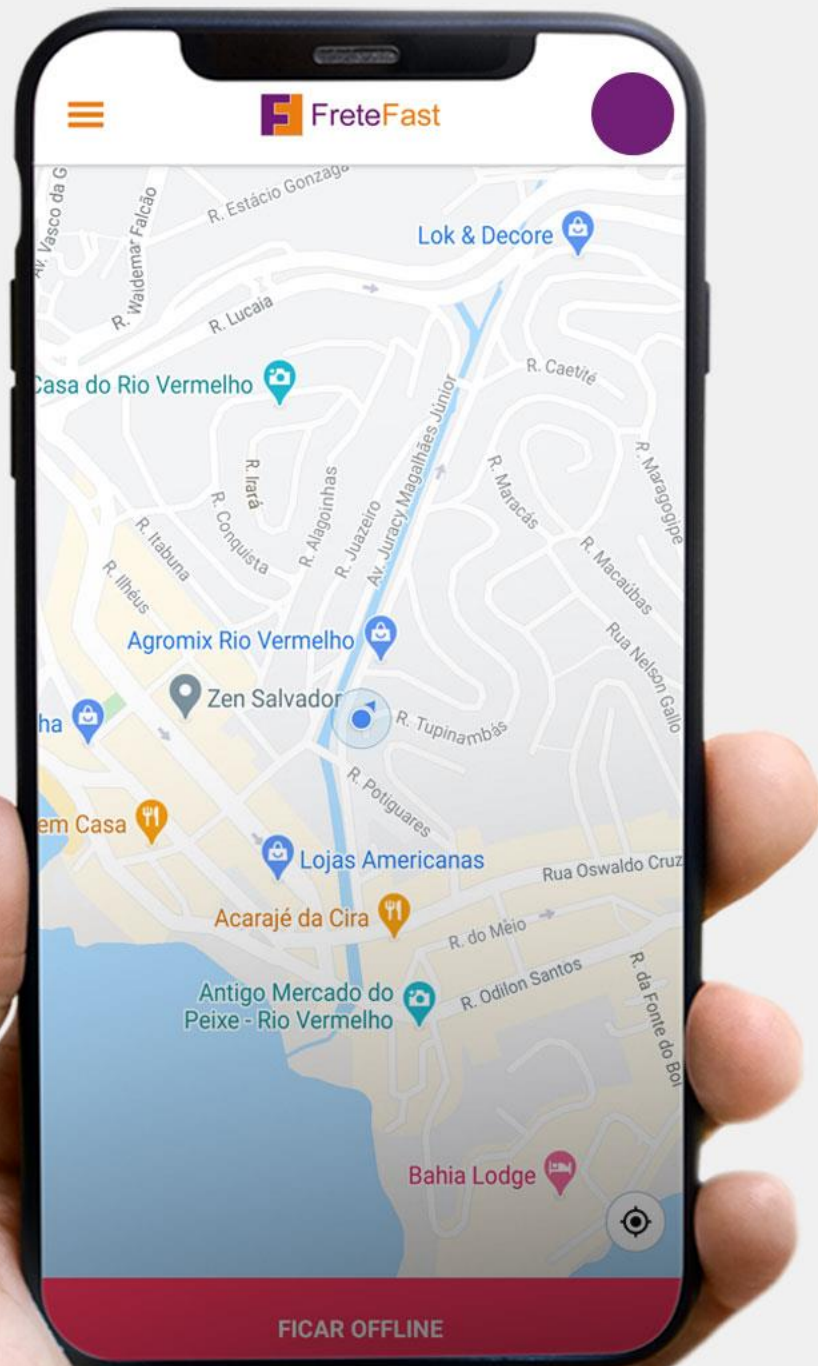 FreteFast
Av. Vasco da G
R. Waldemar Falcão
R. Estácio Gonzaga
Lok & Decore
R. Lucaia
Casa do Rio Vermelho
R. Caetité
Av. Juracy Magalhães Júnior
R. Maragogipe
R. Irará
R. Conquista
R. Alagoinhas
R. Juazeiro
R. Maracás
R. Itabuna
R. Ilhéus
R. Macaúbas
Agromix Rio Vermelho
Rua Nelson Gallo
Zen Salvador
ha
R. Tupinambás
R. Potiguares
em Casa
Lojas Americanas
Rua Oswaldo Cruz
Acarajé da Cira
R. do Meio
R. Odilon Santos
R. da Fonte do Boi
Antigo Mercado do
Peixe - Rio Vermelho
Bahia Lodge
FICAR OFFLINE